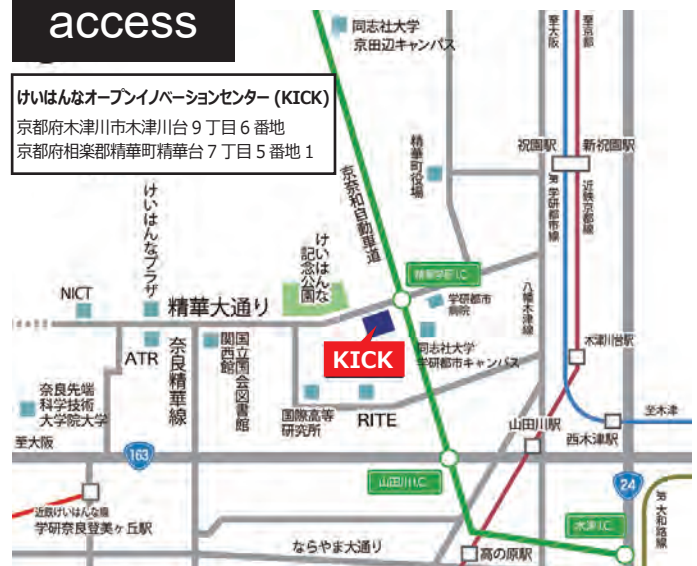 access
けいはんなオープンイノベーションセンター (KICK)
京都府木津川市木津川台９丁目６番地
京都府相楽郡精華町精華台７丁目５番地１
同志社大学
京田辺キャンパス
至大阪
至京都
京奈和自動車道
精華町役場
祝園駅
新祝園駅
JR 学研都市線
近鉄京都線
けいはんなプラザ
けいはんな
記念公園
精華学研I.C.
NICT
精華大通り
学研都市
病院
八幡木津線
ATR
奈良精華線
国立国会図書館
関西館
KICK
同志社大学
学研都市キャンパス
木津川台駅
奈良先端
科学技術
大学院大学
国際高等
研究所
RITE
山田川駅
西木津駅
至木津
至大阪
163
山田川I.C.
24
近鉄けいはんな線
学研奈良登美ヶ丘駅
ならやま大通り
高の原駅
木津I.C.
JR 大和路線